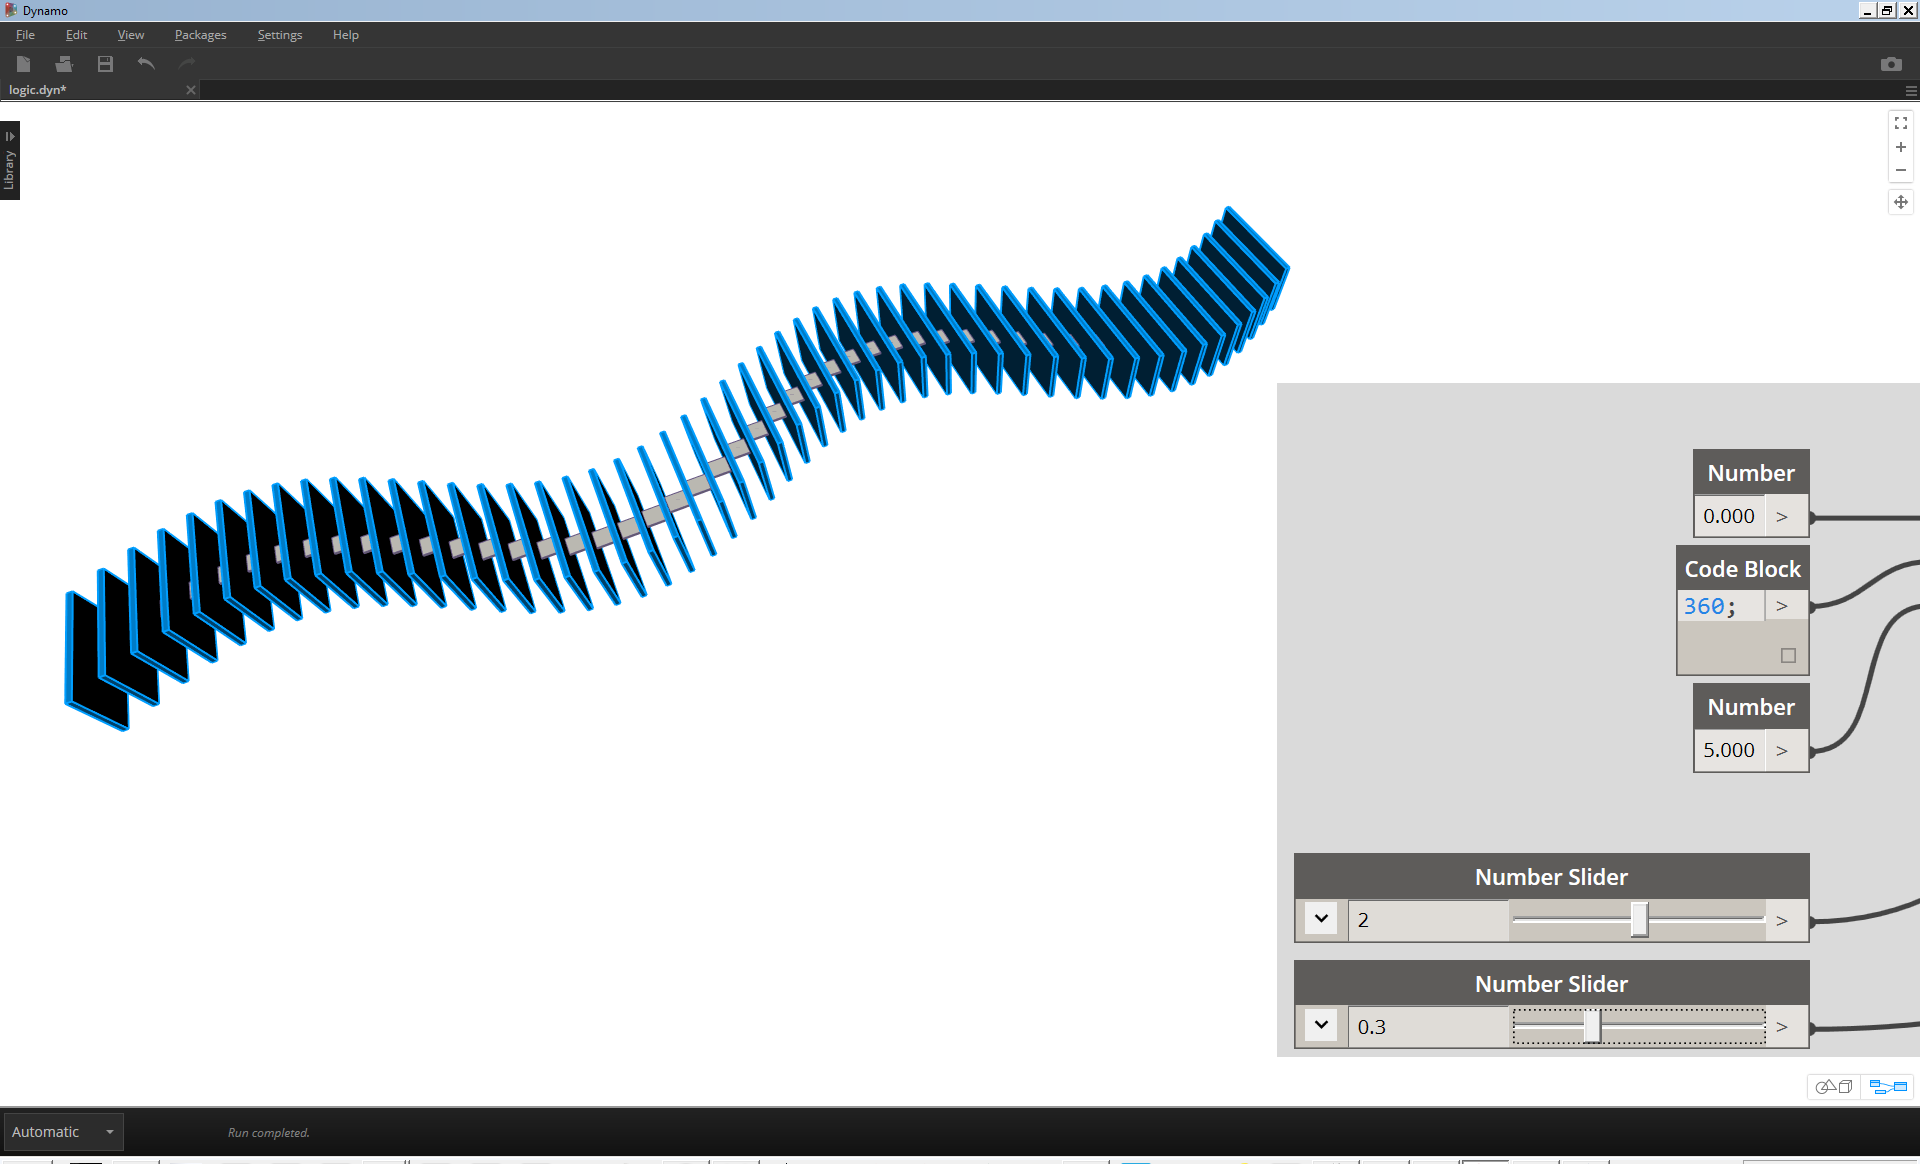 Dynamo
File Edit View Packages Settings Help
logic.dyn*
Library
Number
0.000 >
Code Block
360; >
Number
5.000 >
Number Slider
2 >
Number Slider
0.3 >
Automatic
Run completed.